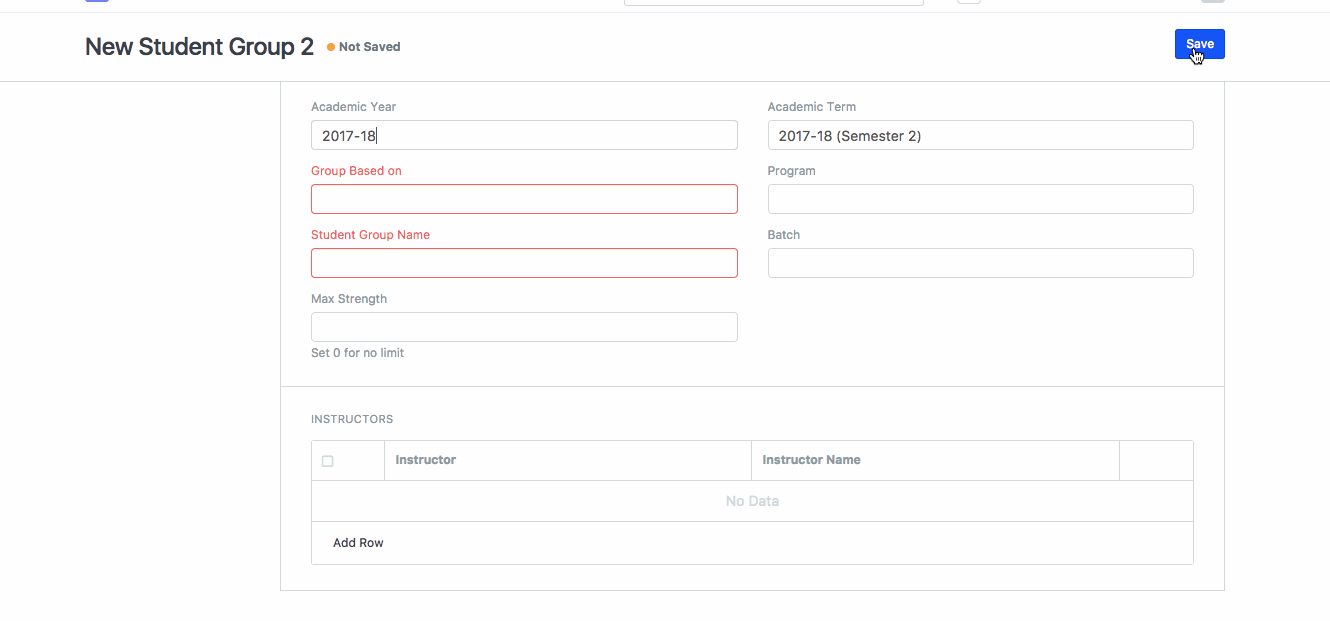 New Student Group 2 Not Saved Save
Academic Year Academic Term
2017-18 2017-18 (Semester 2)
Group Based on Program
Student Group Name Batch
Max Strength
Set 0 for no limit
INSTRUCTORS
Instructor Instructor Name
No Data
Add Row